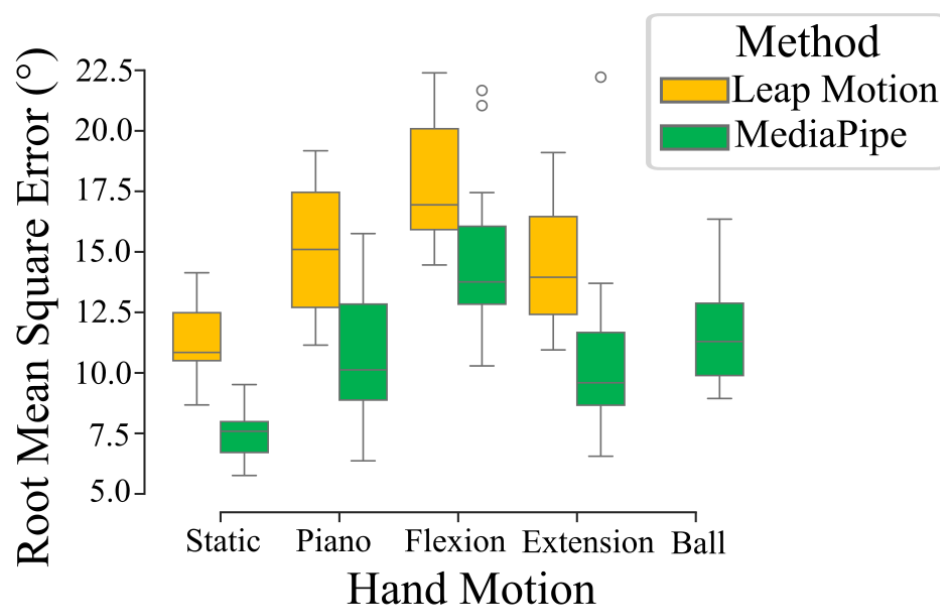 Method
Leap Motion
MediaPipe
Root Mean Square Error (°)
22.5
20.0
17.5
15.0
12.5
10.0
7.5
5.0
Static Piano Flexion Extension Ball
Hand Motion